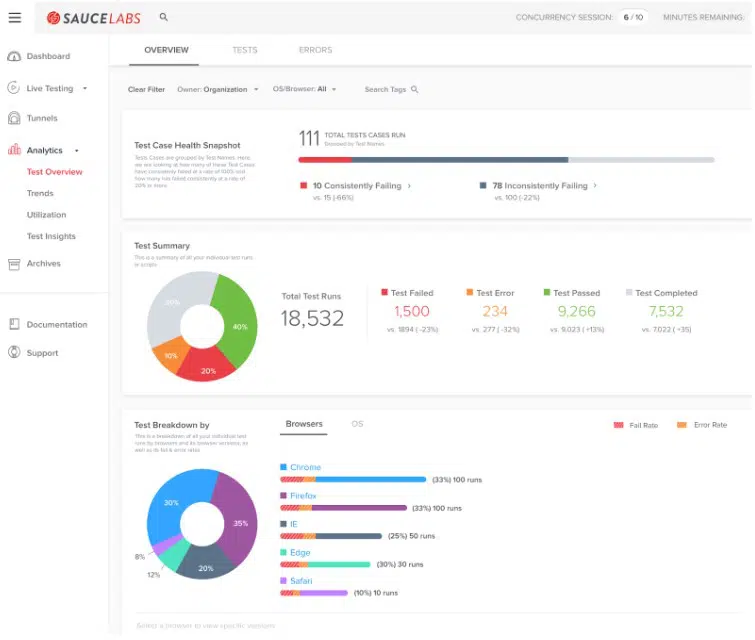 SAUCELABS
CONCURRENCY SESSION: 6 / 10 MINUTES REMAINING
OVERVIEW TESTS ERRORS
Dashboard
Live Testing
Tunnels
Analytics
Test Overview
Trends
Utilization
Test Insights
Archives
Documentation
Support
Clear Filter Owner: Organization OS/Browser: All Search Tags
Test Case Health Snapshot
Tests Cases are grouped by Test Names. Here
we are looking at how many of these Test Cases
have consistently failed at a rate of 100% and
how many has failed consistently at a rate of
20% or more.
111 TOTAL TESTS CASES RUN
Grouped by Test Names
10 Consistently Failing
vs. 15 (-66%)
78 Inconsistently Failing
vs. 100 (-22%)
Test Summary
This is a summary of all your individual test runs
or scripts
40%
20%
10%
Total Test Runs
18,532
Test Failed
1,500
vs. 1894 ( -23%)
Test Error
234
vs. 277 ( -32%)
Test Passed
9,266
vs. 9,023 ( +13%)
Test Completed
7,532
vs. 7,022 ( +35)
Test Breakdown by
This is a breakdown of all your individual test
runs by browsers and its browser versions, as
well as its fail & error rates
30%
35%
20%
12%
8%
Browsers OS
Fail Rate Error Rate
Chrome
(33%) 100 runs
Firefox
(33%) 100 runs
IE
(25%) 50 runs
Edge
(30%) 30 runs
Safari
(10%) 10 runs
Select a browser to view specific versions